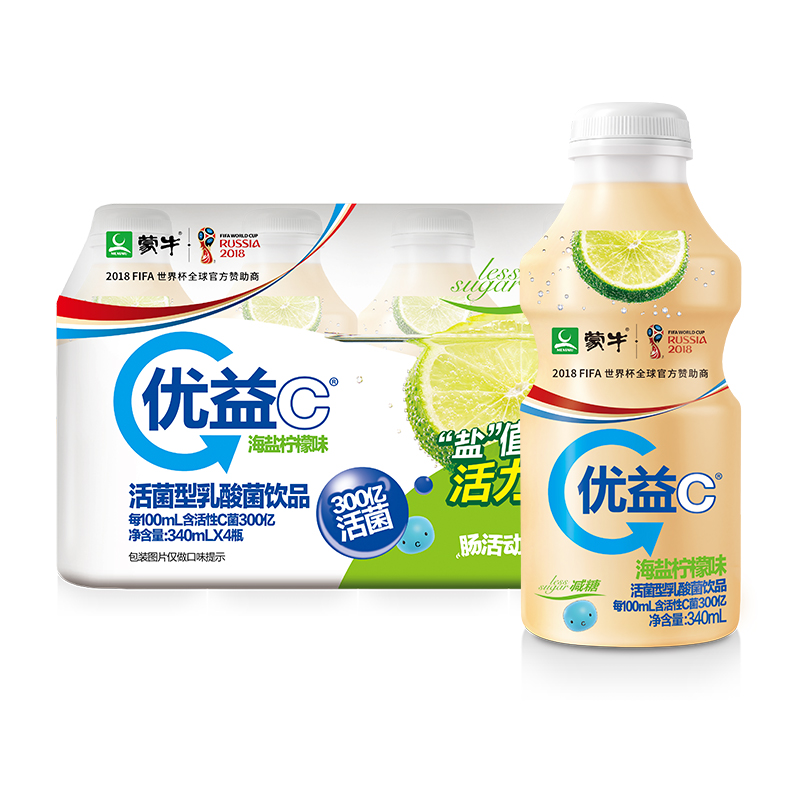 蒙牛
MENGNIU
FIFA WORLD CUP
RUSSIA
2018
2018 FIFA 世界杯全球官方赞助商
less
sugar
优益C®
海盐柠檬味
"盐"值
活力
活菌型乳酸菌饮品
每100mL含活性C菌300亿
净含量:340mLX4瓶
包装图片仅做口味提示
300亿
活菌
肠活动
蒙牛
MENGNIU
FIFA WORLD CUP
RUSSIA
2018
2018 FIFA 世界杯全球官方赞助商
优益C®
海盐柠檬味
less
sugar 减糖
活菌型乳酸菌饮品
每100mL含活性C菌300亿
净含量:340mL